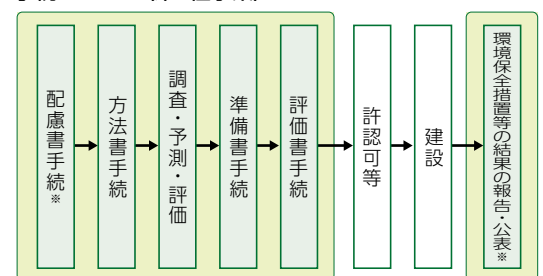 配慮書手続※
方法書手続
調査・予測・評価
準備書手続
評価書手続
許認可等
建設
環境保全措置等の結果の報告・公表※